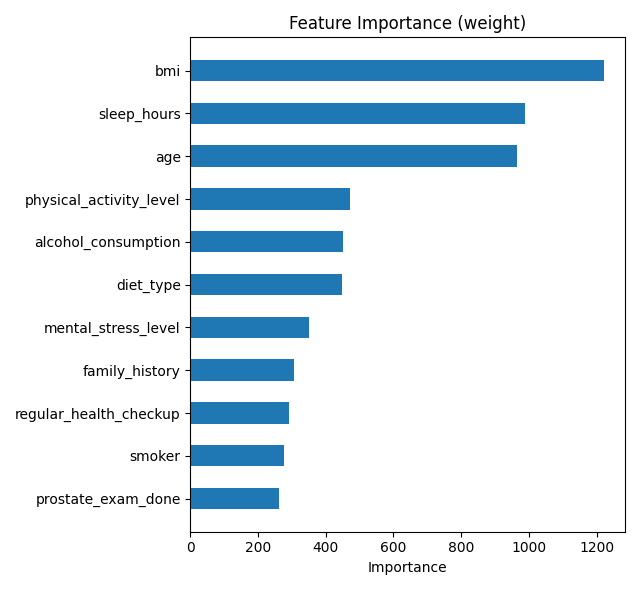 Feature Importance (weight)
bmi
sleep_hours
age
physical_activity_level
alcohol_consumption
diet_type
mental_stress_level
family_history
regular_health_checkup
smoker
prostate_exam_done
0 200 400 600 800 1000 1200
Importance